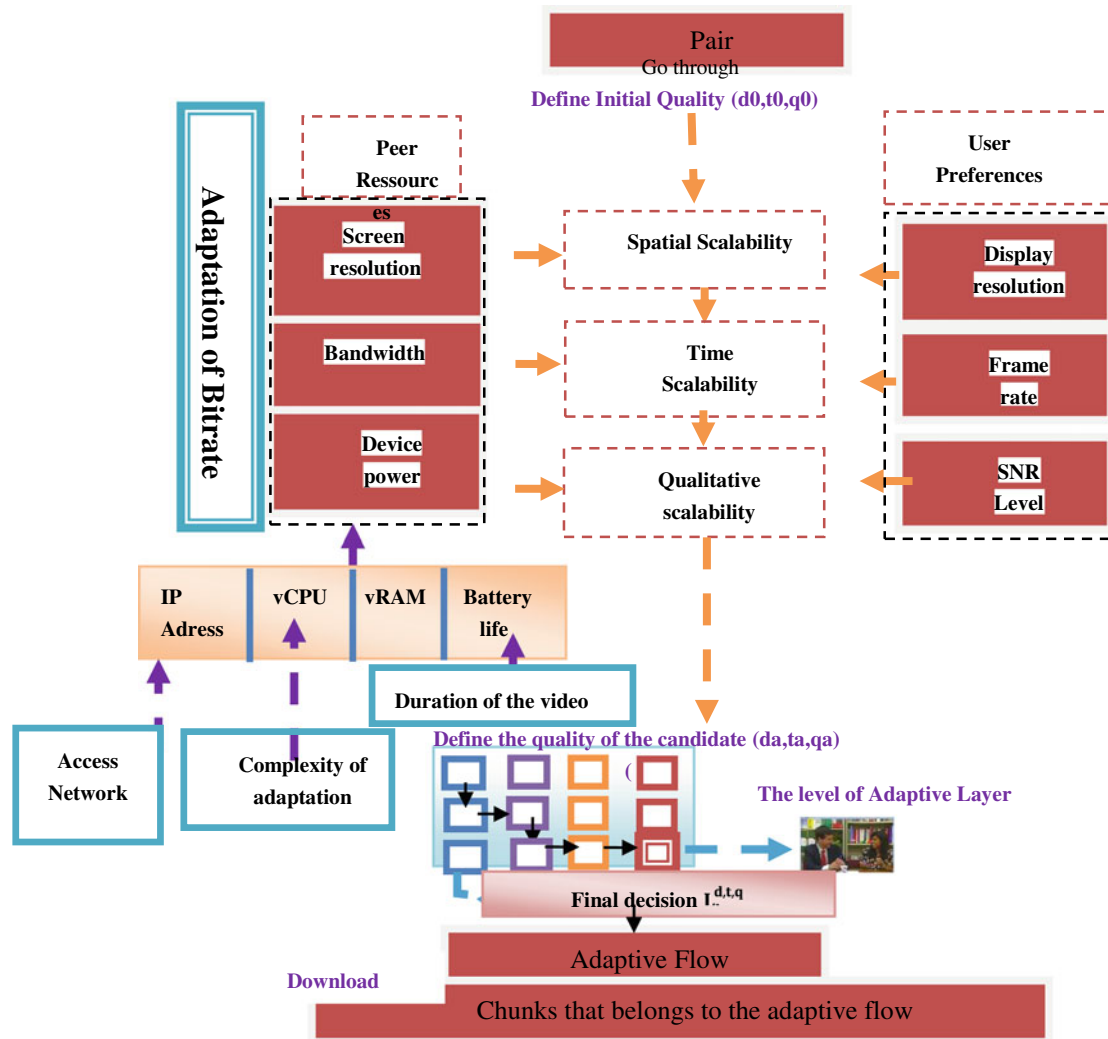 Pair
Go through
Define Initial Quality (d0,t0,q0)
Adaptation of Bitrate
Peer
Ressourc
es
Screen
resolution
Bandwidth
Device
power
Spatial Scalability
Time
Scalability
Qualitative
scalability
User
Preferences
Display
resolution
Frame
rate
SNR
Level
IP
Adress
vCPU
vRAM
Battery
life
Duration of the video
Access
Network
Complexity of
adaptation
Define the quality of the candidate (da,ta,qa)
(
The level of Adaptive Layer
Final decision d,t,q
Adaptive Flow
Download
Chunks that belongs to the adaptive flow